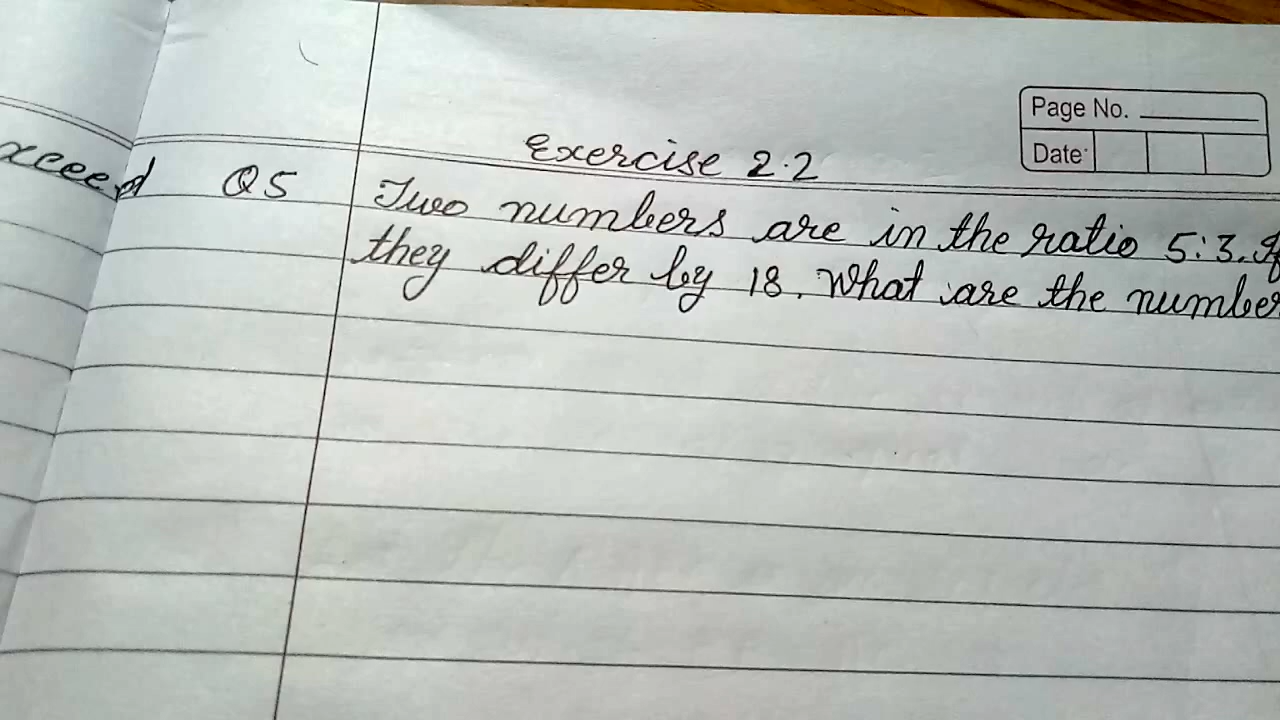 Page No.
Date
Exercise 2.2
xceed
Q5 Two numbers are in the ratio 5:3. If
they differ by 18. What are the number